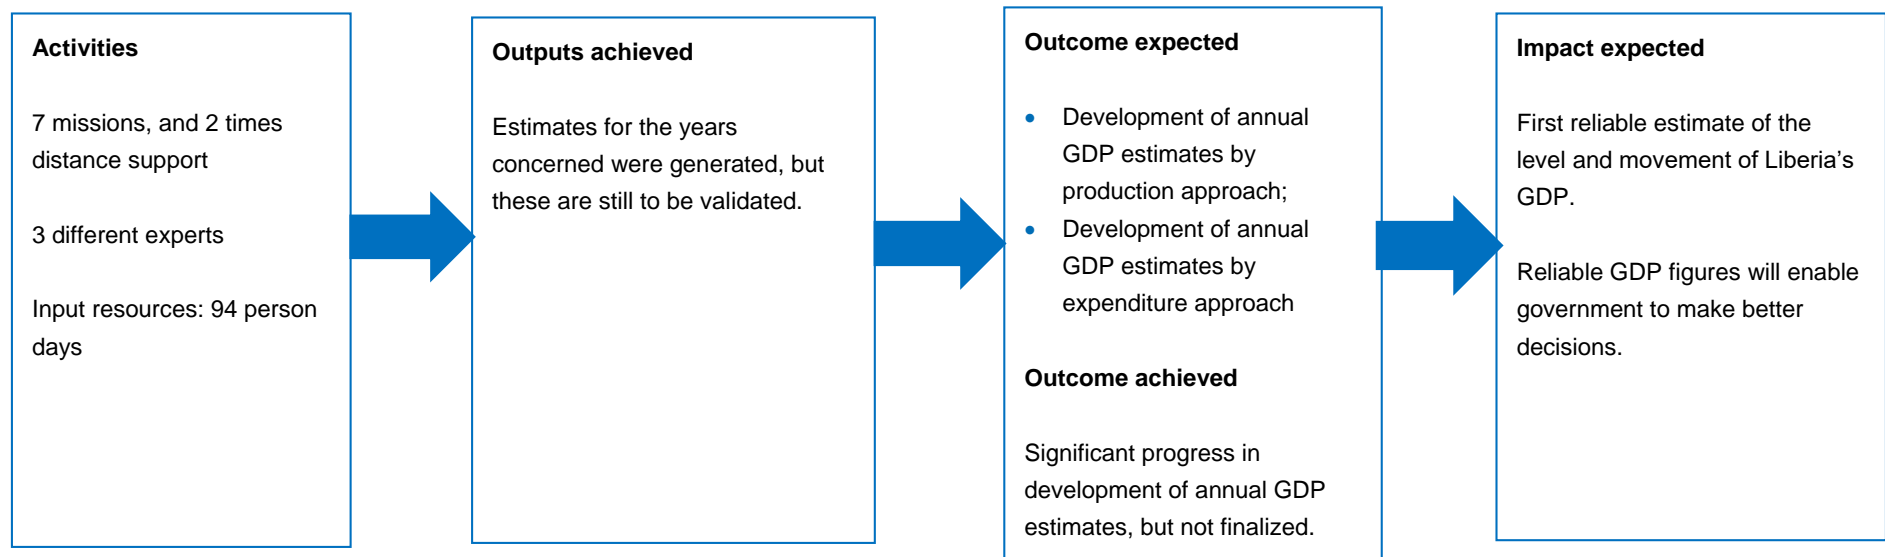 Activities
7 missions, and 2 times
distance support
3 different experts
Input resources: 94 person
days
Outputs achieved
Estimates for the years
concerned were generated, but
these are still to be validated.
Outcome expected
• Development of annual
GDP estimates by
production approach;
• Development of annual
GDP estimates by
expenditure approach
Outcome achieved
Significant progress in
development of annual GDP
estimates, but not finalized.
Impact expected
First reliable estimate of the
level and movement of Liberia’s
GDP.
Reliable GDP figures will enable
government to make better
decisions.